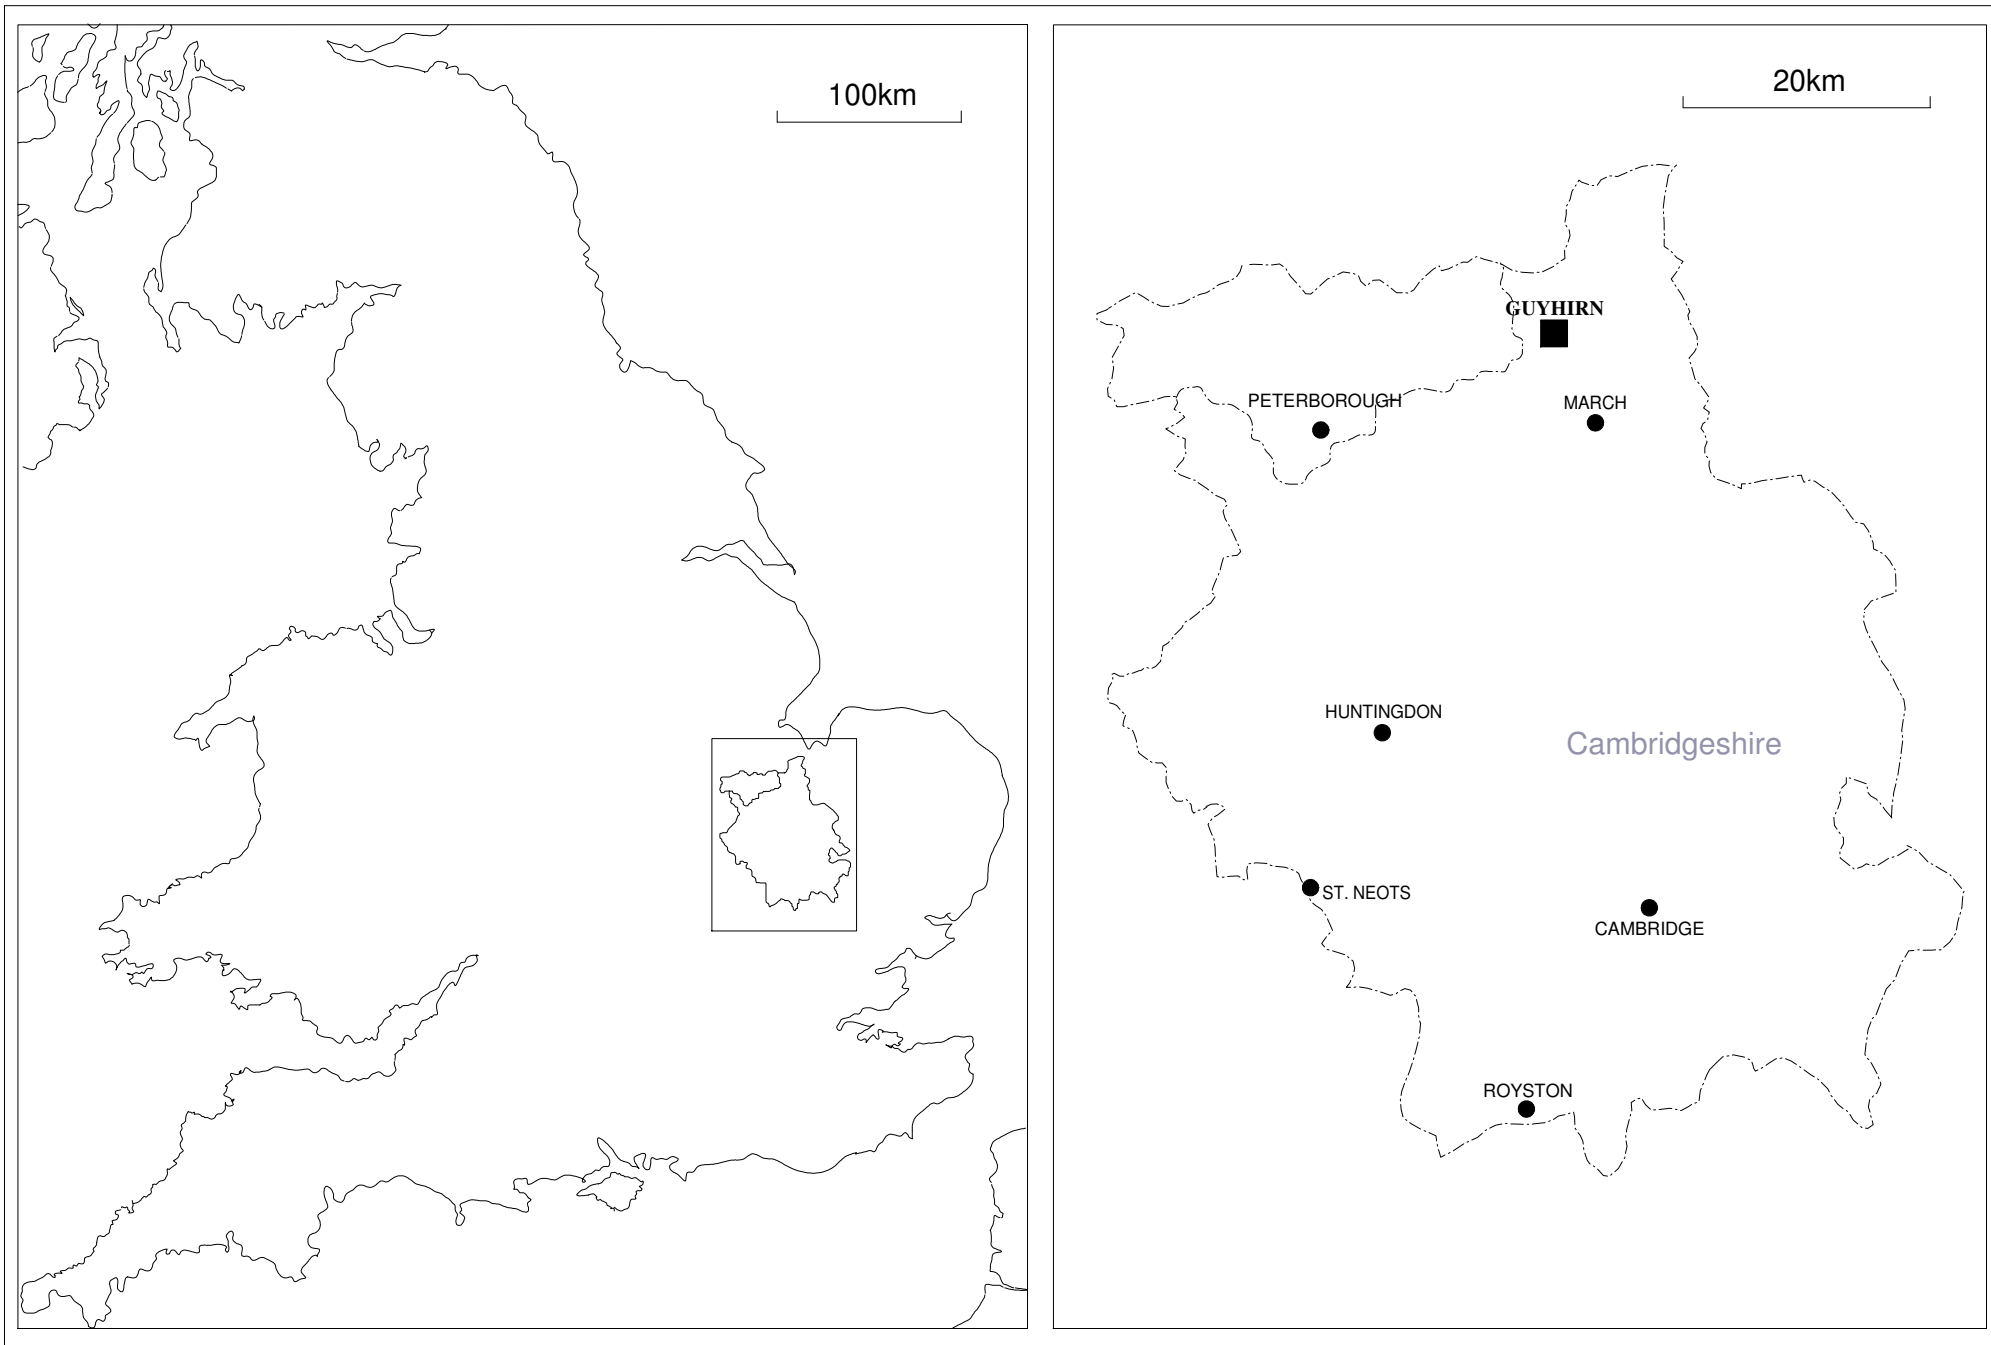 100km
20km
GUYHIRN
PETERBOROUGH
MARCH
HUNTINGDON
Cambridgeshire
ST. NEOTS
CAMBRIDGE
ROYSTON